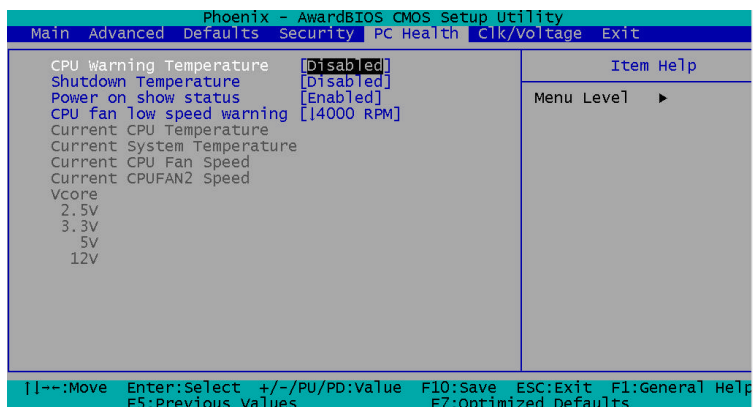 Phoenix - AwardBIOS CMOS Setup Utility
Main Advanced Defaults Security PC Health Clk/Voltage Exit
CPU Warning Temperature [Disabled]
Shutdown Temperature [Disabled]
Power on show status [Enabled]
CPU fan low speed warning [↓4000 RPM]
Current CPU Temperature
Current System Temperature
Current CPU Fan Speed
Current CPUFAN2 Speed
Vcore
2.5V
3.3V
5V
12V
Item Help
Menu Level ▶
↑↓→←:Move Enter:Select +/-/PU/PD:Value F10:Save ESC:Exit F1:General Help
F5:Previous Values F7:Optimized Defaults